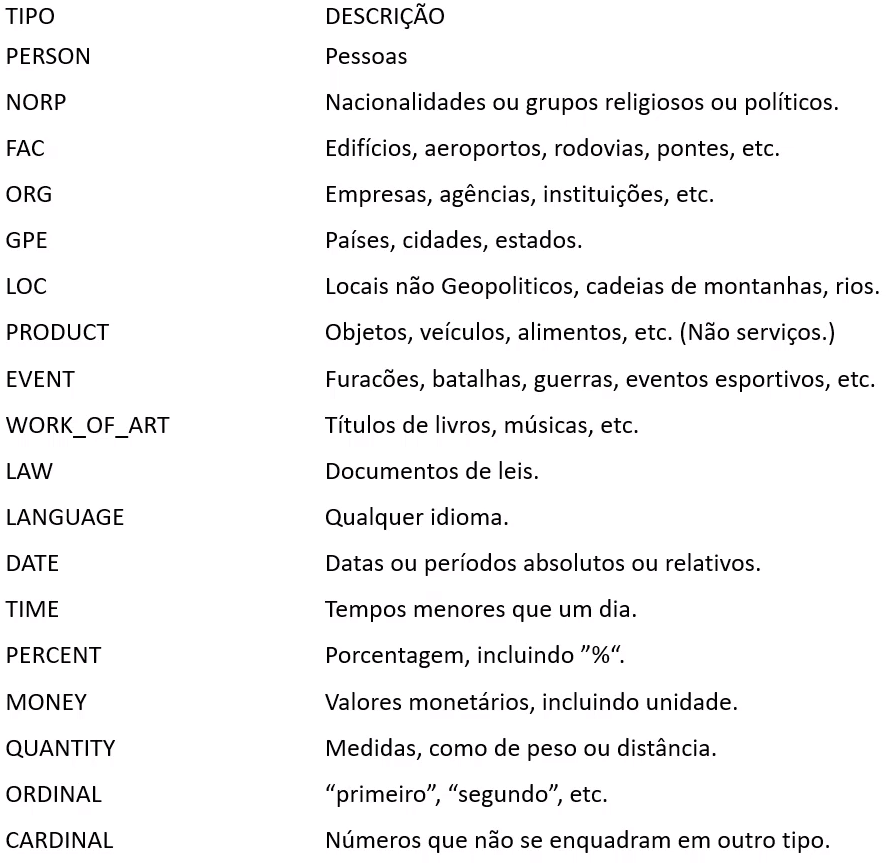 TIPO DESCRIÇÃO
PERSON Pessoas
NORP Nacionalidades ou grupos religiosos ou políticos.
FAC Edifícios, aeroportos, rodovias, pontes, etc.
ORG Empresas, agências, instituições, etc.
GPE Países, cidades, estados.
LOC Locais não Geopoliticos, cadeias de montanhas, rios.
PRODUCT Objetos, veículos, alimentos, etc. (Não serviços.)
EVENT Furacões, batalhas, guerras, eventos esportivos, etc.
WORK_OF_ART Títulos de livros, músicas, etc.
LAW Documentos de leis.
LANGUAGE Qualquer idioma.
DATE Datas ou períodos absolutos ou relativos.
TIME Tempos menores que um dia.
PERCENT Porcentagem, incluindo ”%“.
MONEY Valores monetários, incluindo unidade.
QUANTITY Medidas, como de peso ou distância.
ORDINAL “primeiro”, “segundo”, etc.
CARDINAL Números que não se enquadram em outro tipo.